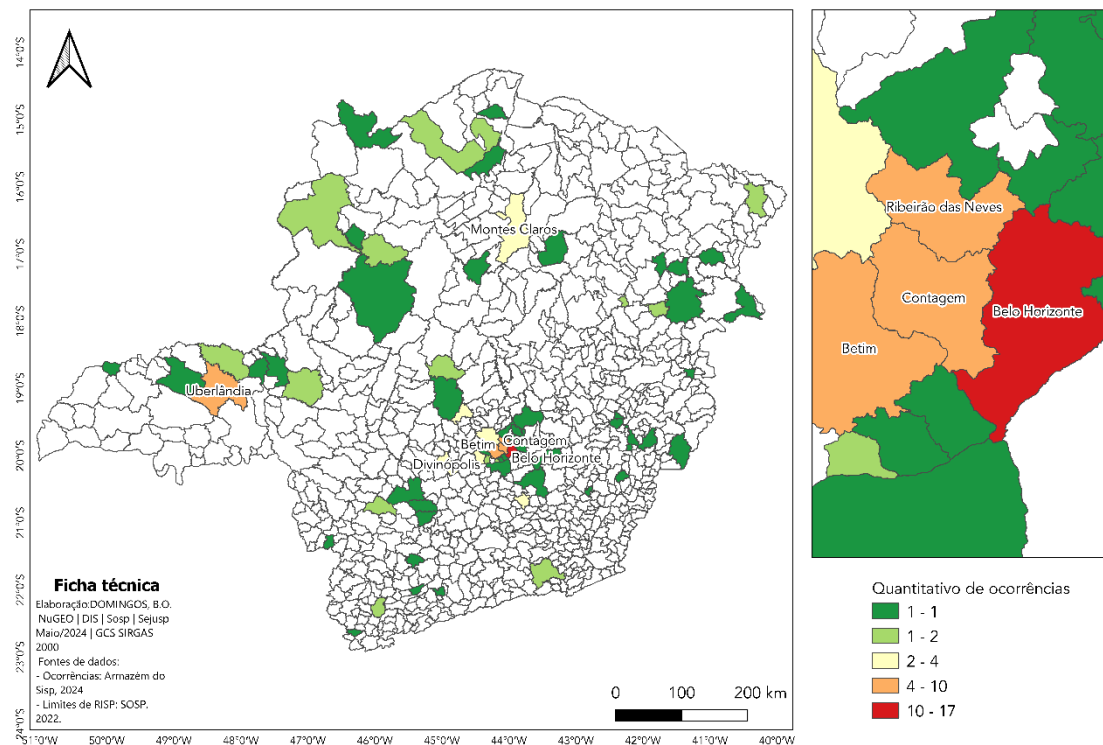 14°0'S
15°0'S
16°0'S
17°0'S
18°0'S
19°0'S
20°0'S
21°0'S
22°0'S
23°0'S
24°0'S
Montes Claros
Uberlândia
Betim
Contagem
Divinópolis
Belo Horizonte
Ficha técnica
Elaboração:DOMINGOS, B.O.
NuGEO | DIS | Sosp | Sejusp
Maio/2024 | GCS SIRGAS
2000
Fontes de dados:
- Ocorrências: Armazém do
Sisp, 2024
- Limites de RISP: SOSP.
2022.
0 100 200 km
51°0'W 50°0'W 49°0'W 48°0'W 47°0'W 46°0'W 45°0'W 44°0'W 43°0'W 42°0'W 41°0'W 40°0'W
Ribeirão das Neves
Contagem
Belo Horizonte
Betim
Quantitativo de ocorrências
1 - 1
1 - 2
2 - 4
4 - 10
10 - 17